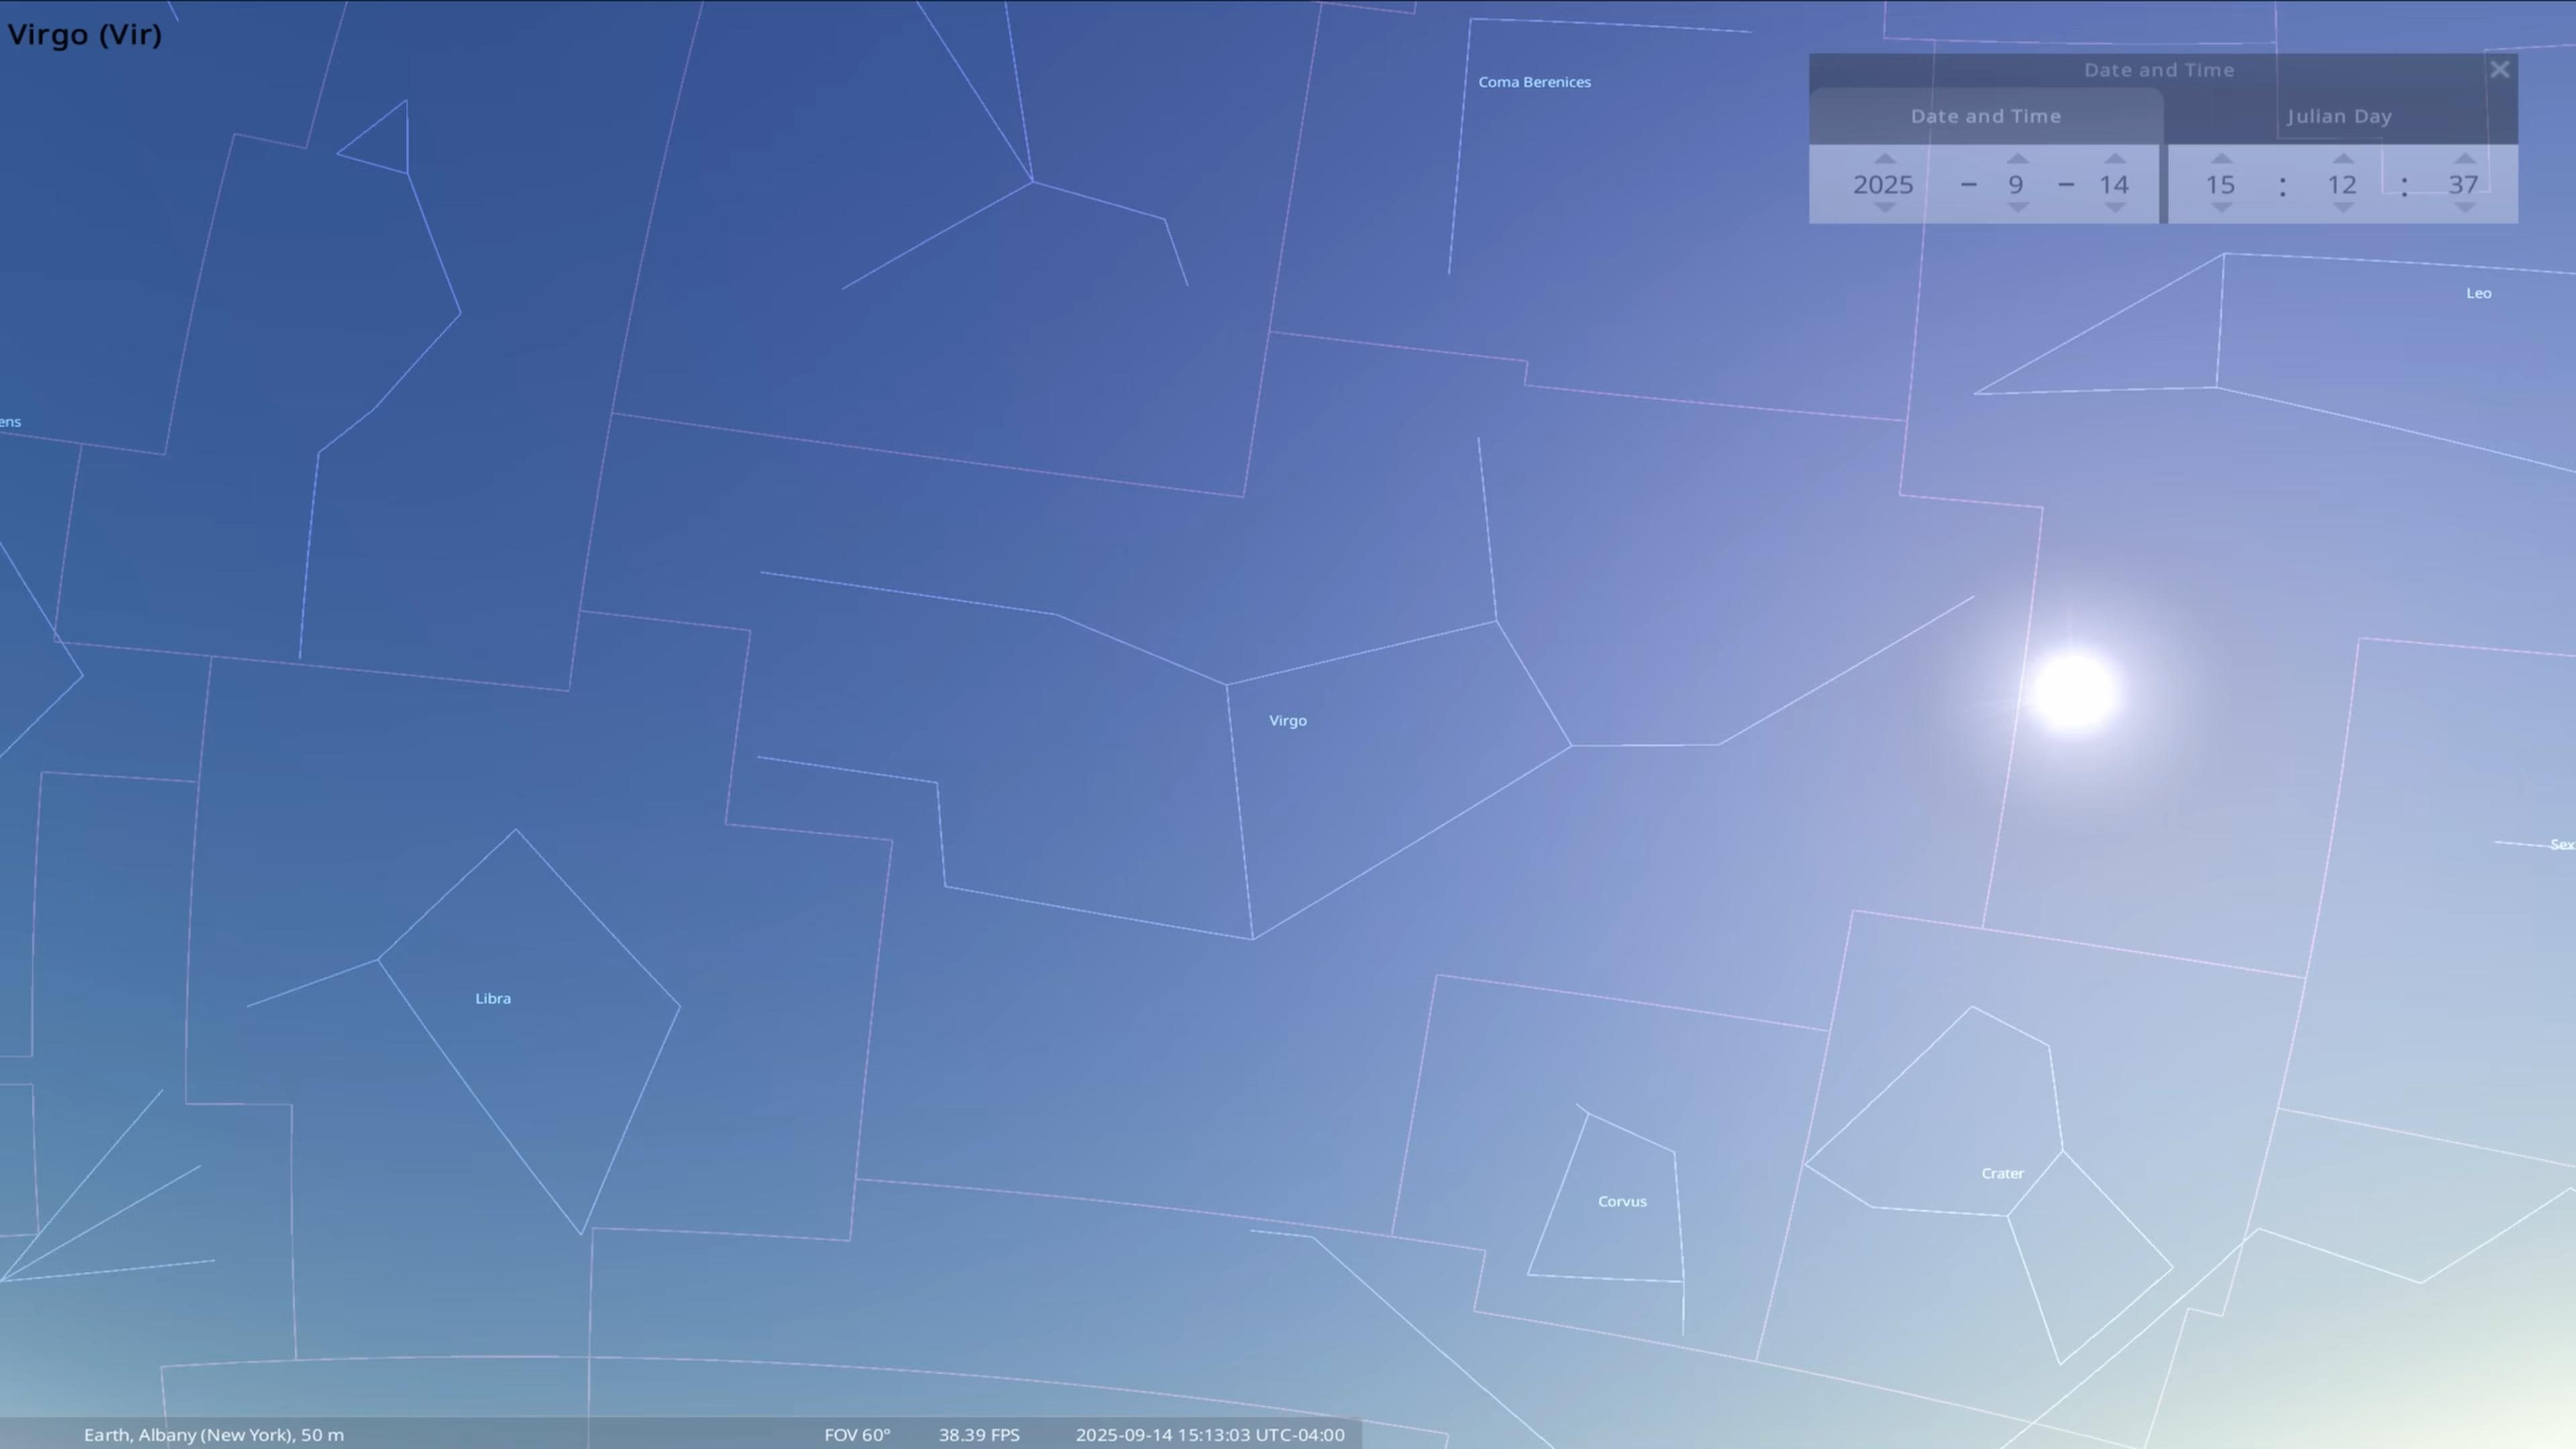 Virgo (Vir)
Coma Berenices
Date and Time
Date and Time
Julian Day
2025 - 9 - 14 15 : 12 : 37
Leo
ens
Virgo
Sex
Libra
Crater
Corvus
Earth, Albany (New York), 50 m
FOV 60°
38.39 FPS
2025-09-14 15:13:03 UTC-04:00